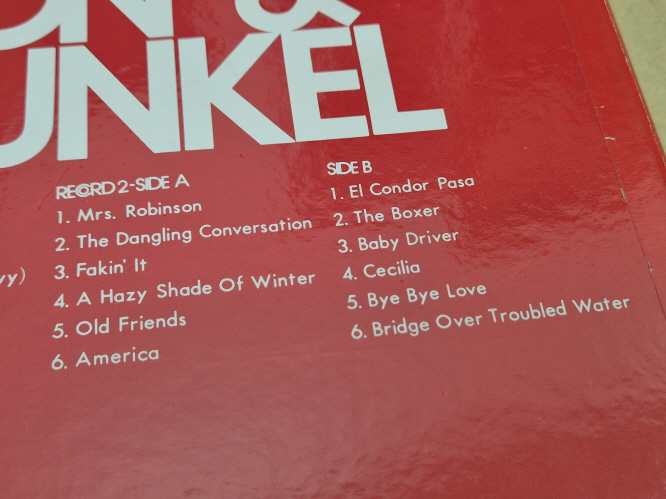 ON &
UNKEL
RECORD 2-SIDE A
1. Mrs. Robinson
2. The Dangling Conversation
3. Fakin' It
4. A Hazy Shade Of Winter
5. Old Friends
6. America
SIDE B
1. El Condor Pasa
2. The Boxer
3. Baby Driver
4. Cecilia
5. Bye Bye Love
6. Bridge Over Troubled Water
vy)